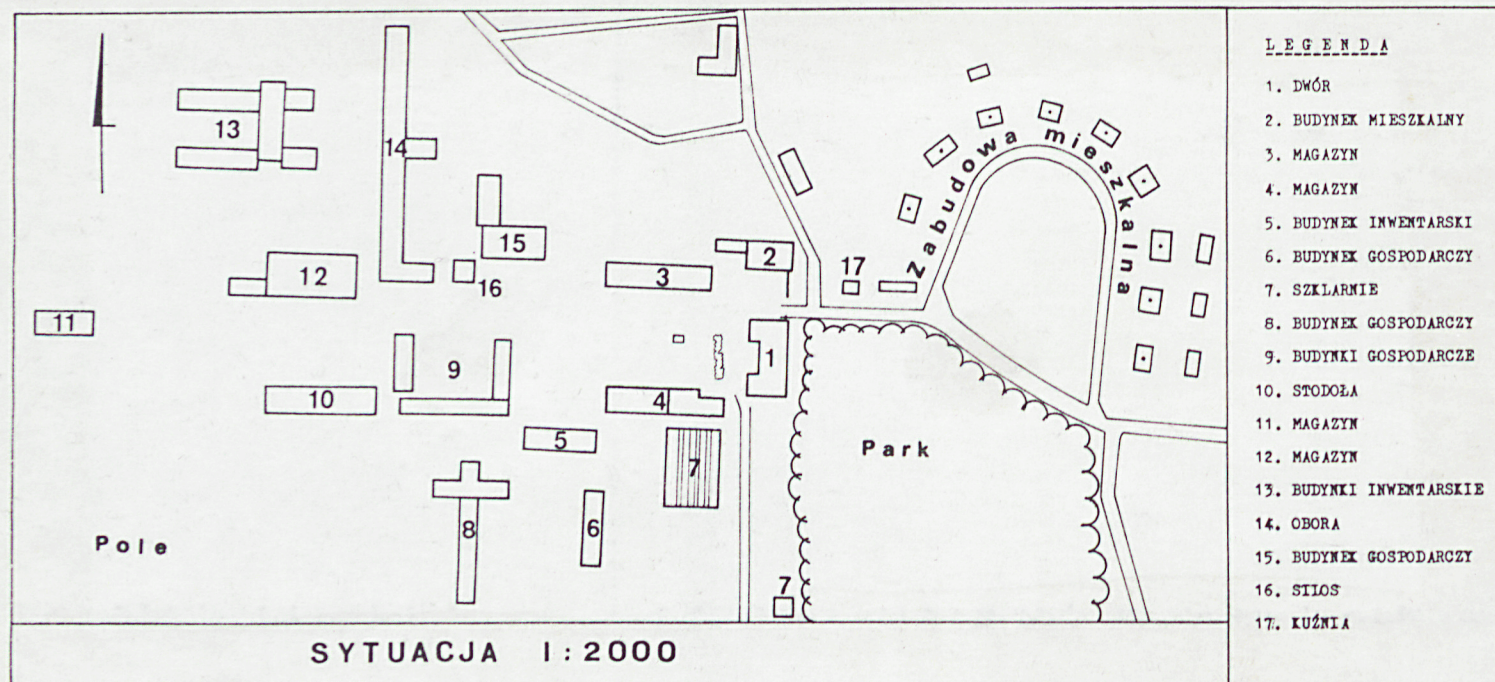 13
14
15
12
16
11
3
2
17
Zabudowa mieszkalna
1
9
10
4
5
7
Park
8
6
Pole
7
SYTUACJA 1:2000
LEGENDA
1. DWÓR
2. BUDYNEK MIESZKALNY
3. MAGAZYN
4. MAGAZYN
5. BUDYNEK INWENTARSKI
6. BUDYNEK GOSPODARCZY
7. SZKLARNIE
8. BUDYNEK GOSPODARCZY
9. BUDYNKI GOSPODARCZE
10. STODOŁA
11. MAGAZYN
12. MAGAZYN
13. BUDYNKI INWENTARSKIE
14. OBORA
15. BUDYNEK GOSPODARCZY
16. SILOS
17. KUŹNIA